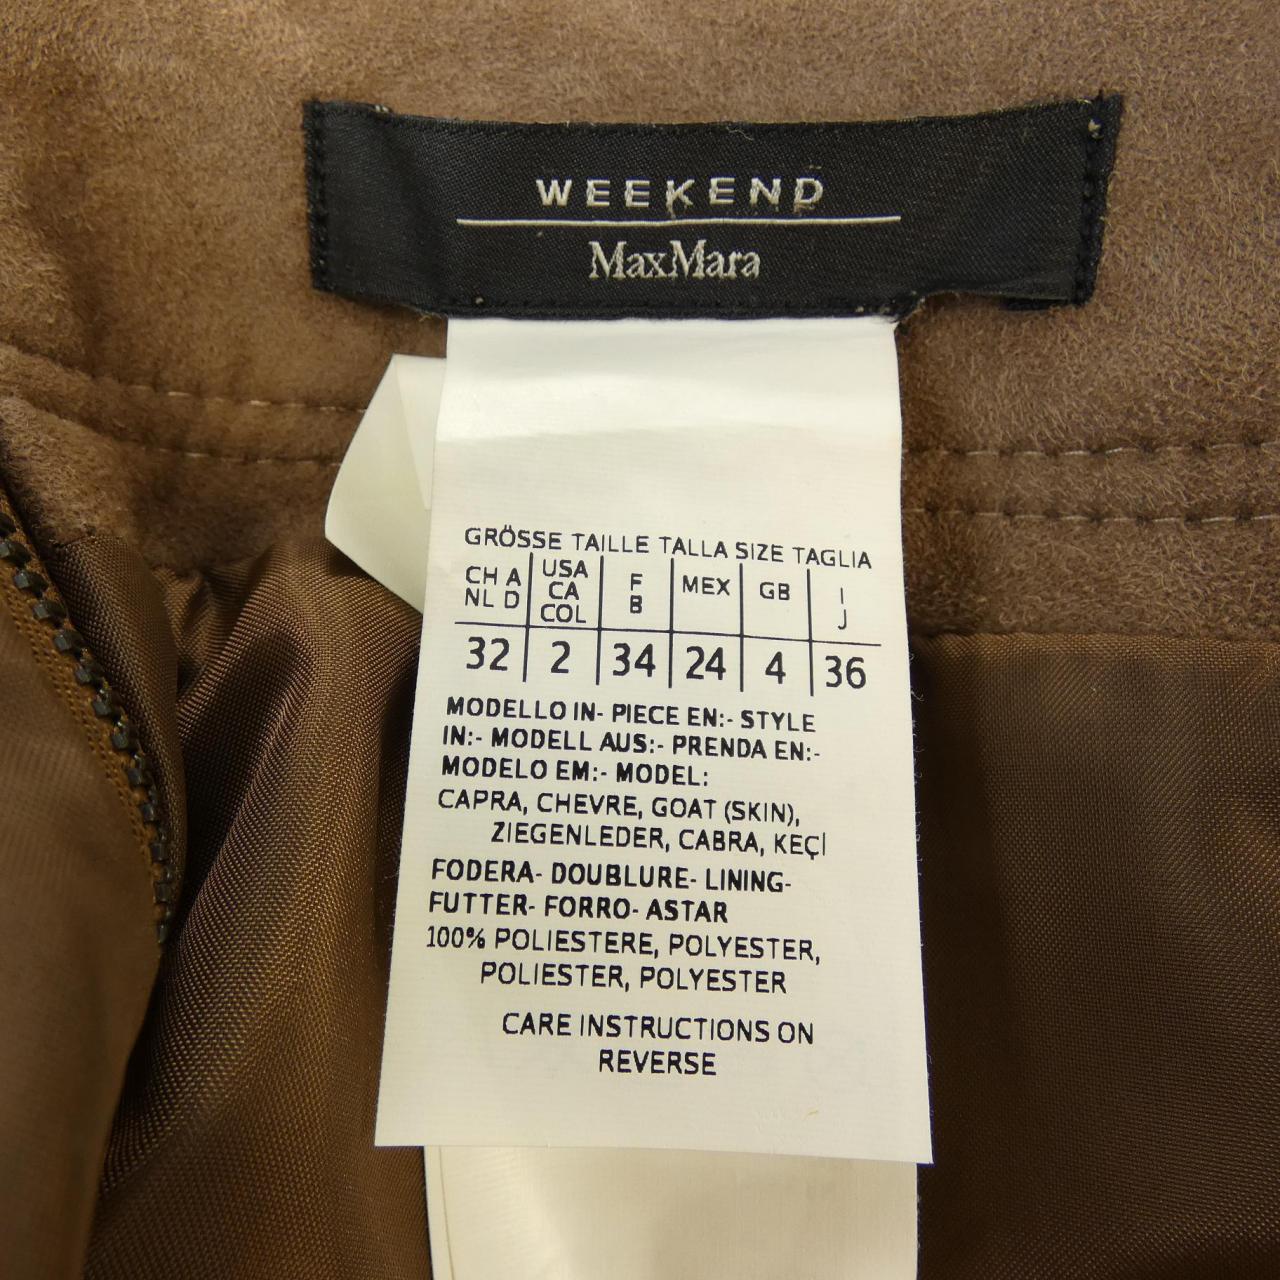 WEEKEND
MaxMara
GRÖSSE TAILLE TALLA SIZE TAGLIA
CH A NL D | USA CA COL | F B | MEX | GB | I J
32 | 2 | 34 | 24 | 4 | 36
MODELLO IN- PIECE EN:- STYLE
IN:- MODELL AUS:- PRENDA EN:-
MODELO EM:- MODEL:
CAPRA, CHEVRE, GOAT (SKIN),
ZIEGENLEDER, CABRA, KEÇİ
FODERA- DOUBLURE- LINING-
FUTTER- FORRO- ASTAR
100% POLIESTERE, POLYESTER,
POLIESTER, POLYESTER
CARE INSTRUCTIONS ON
REVERSE